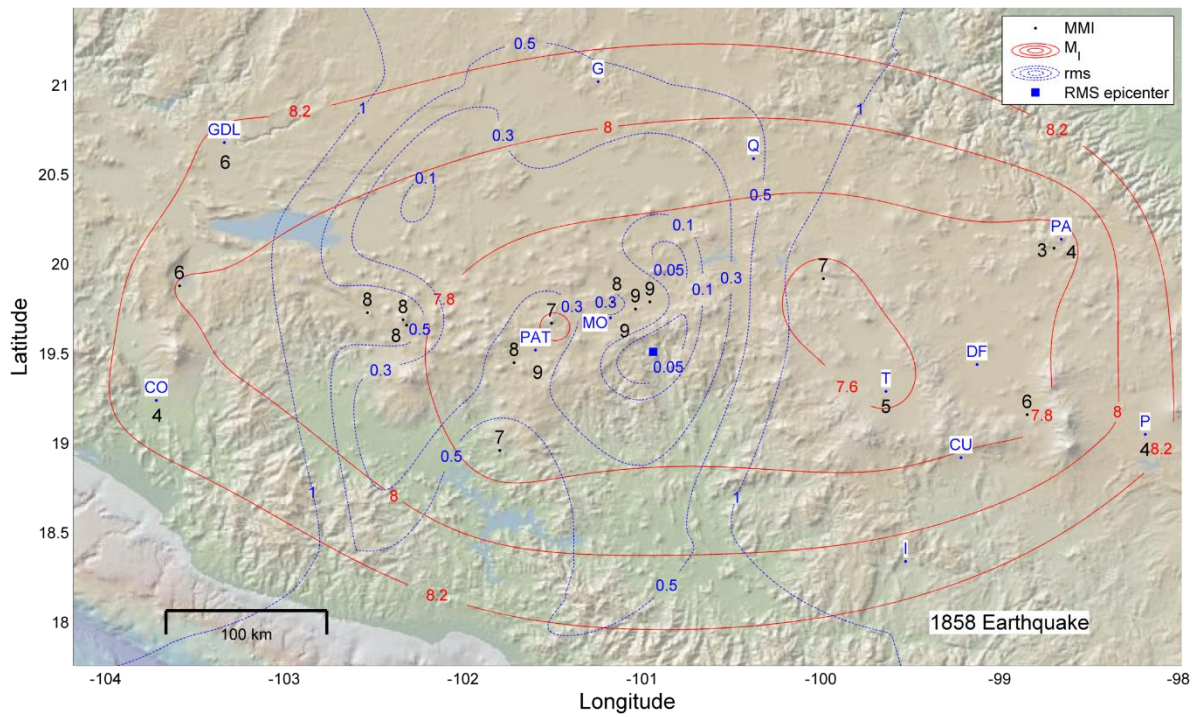 MMI
M_I
rms
RMS epicenter
0.5
G
21
1
0.3
8.2
1
8.2
GDL
8
6
Q
20.5
0.1
0.5
0.1
PA
3 4
20
6
7
0.05
8 9 9
0.1
0.3
8
8
7.8
7 0.3 0.3
MO
9
0.5
8
PAT
19.5
8
9
0.05
DF
0.3
7.6
T
5
CO
4
6
7.8
8
P
8.2
4
19
7
CU
0.5
1
8
1
18.5
I
8.2
0.5
18
100 km
1858 Earthquake
-104 -103 -102 -101 -100 -99 -98
Latitude
Longitude